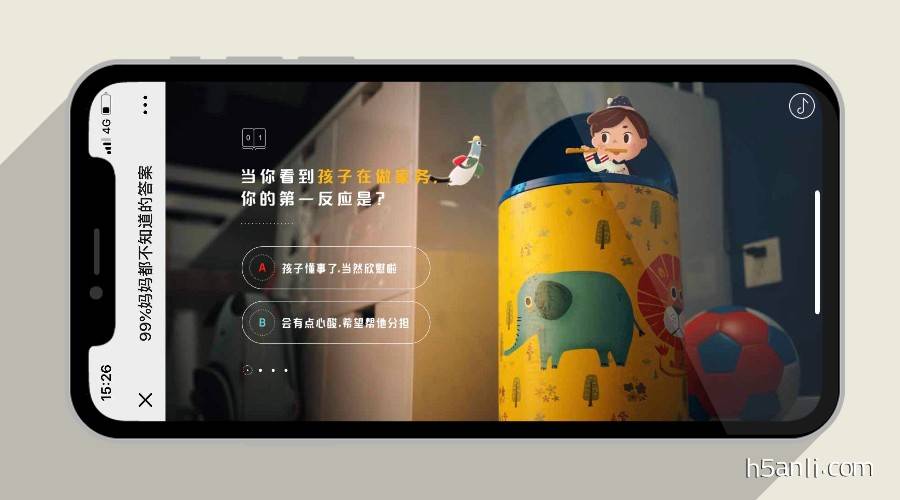 4G
99%妈妈都不知道的答案
15:26
0 1
当你看到孩子在做家务,
你的第一反应是?
A 孩子懂事了,当然欣慰啦
B 会有点心酸,希望帮他分担
h5anli.com